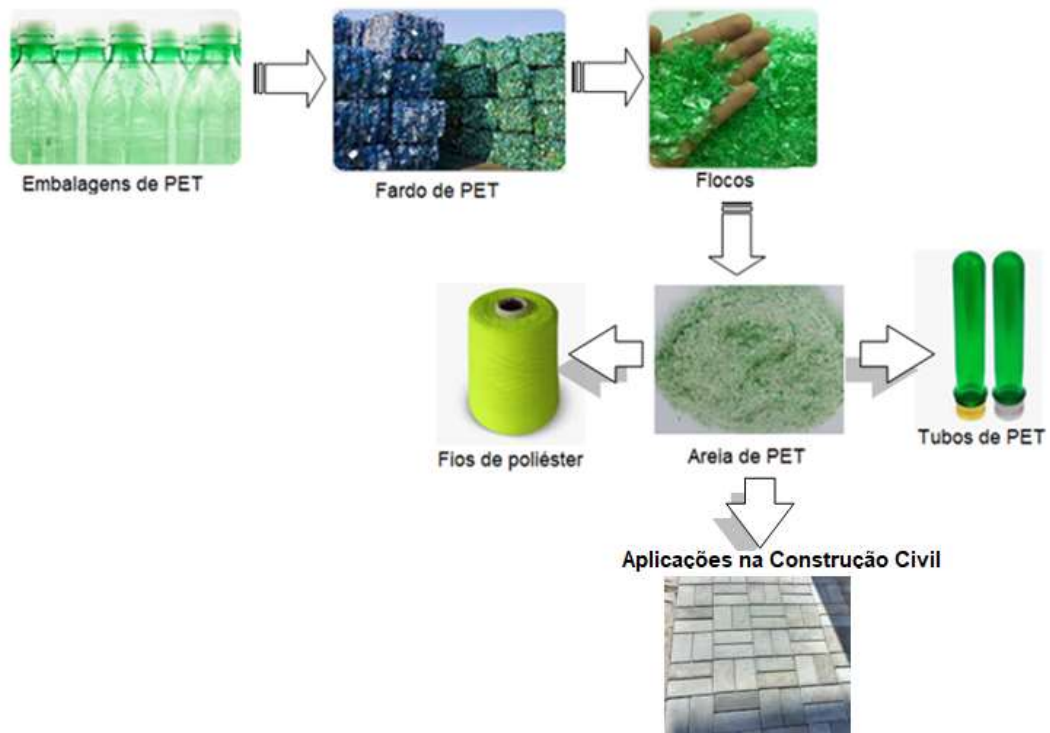 Embalagens de PET
Fardo de PET
Flocos
Fios de poliéster
Areia de PET
Tubos de PET
Aplicações na Construção Civil